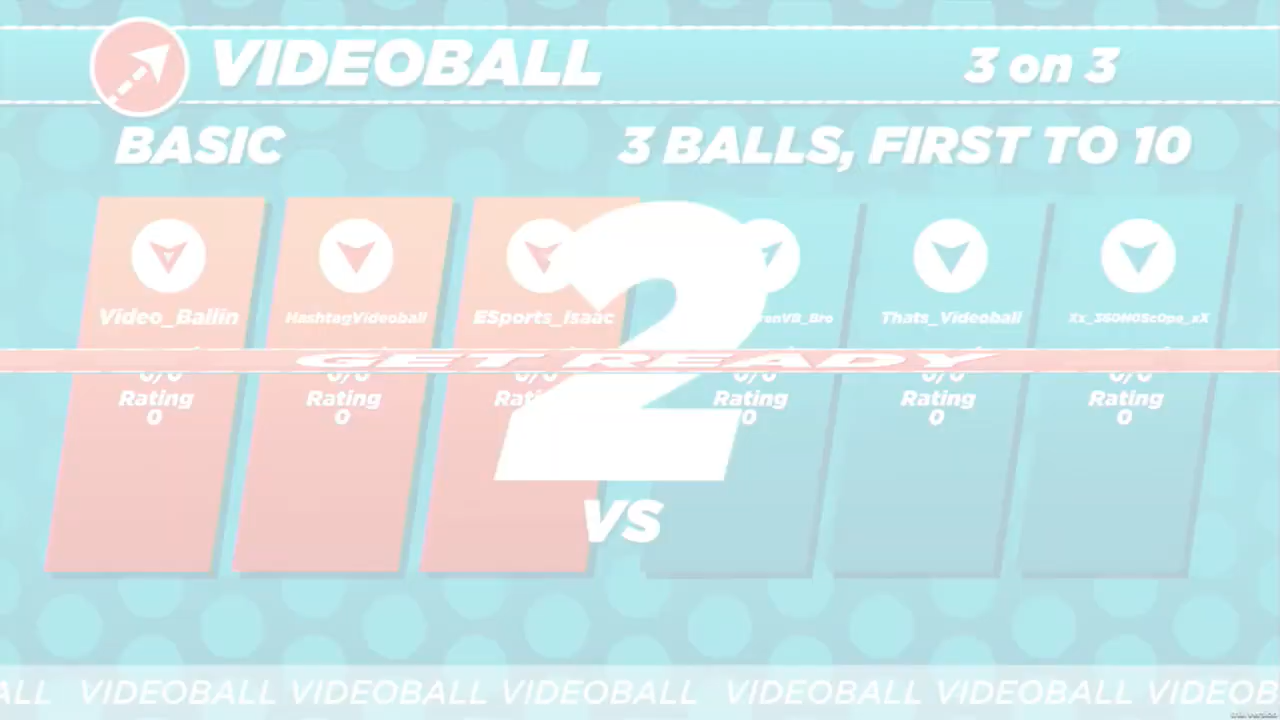 VIDEOBALL
3 on 3
BASIC
3 BALLS, FIRST TO 10
2
Video_Ballin
HashtagVideoball
ESports_Isaac
Thats_Videoball
Xx_360N0Sc0pe_xX
GET READY
Rating
0
Rating
0
Rating
0
Rating
0
Rating
0
VS
VIDEOBALL VIDEOBALL VIDEOBALL VIDEOBALL VIDEOBALL